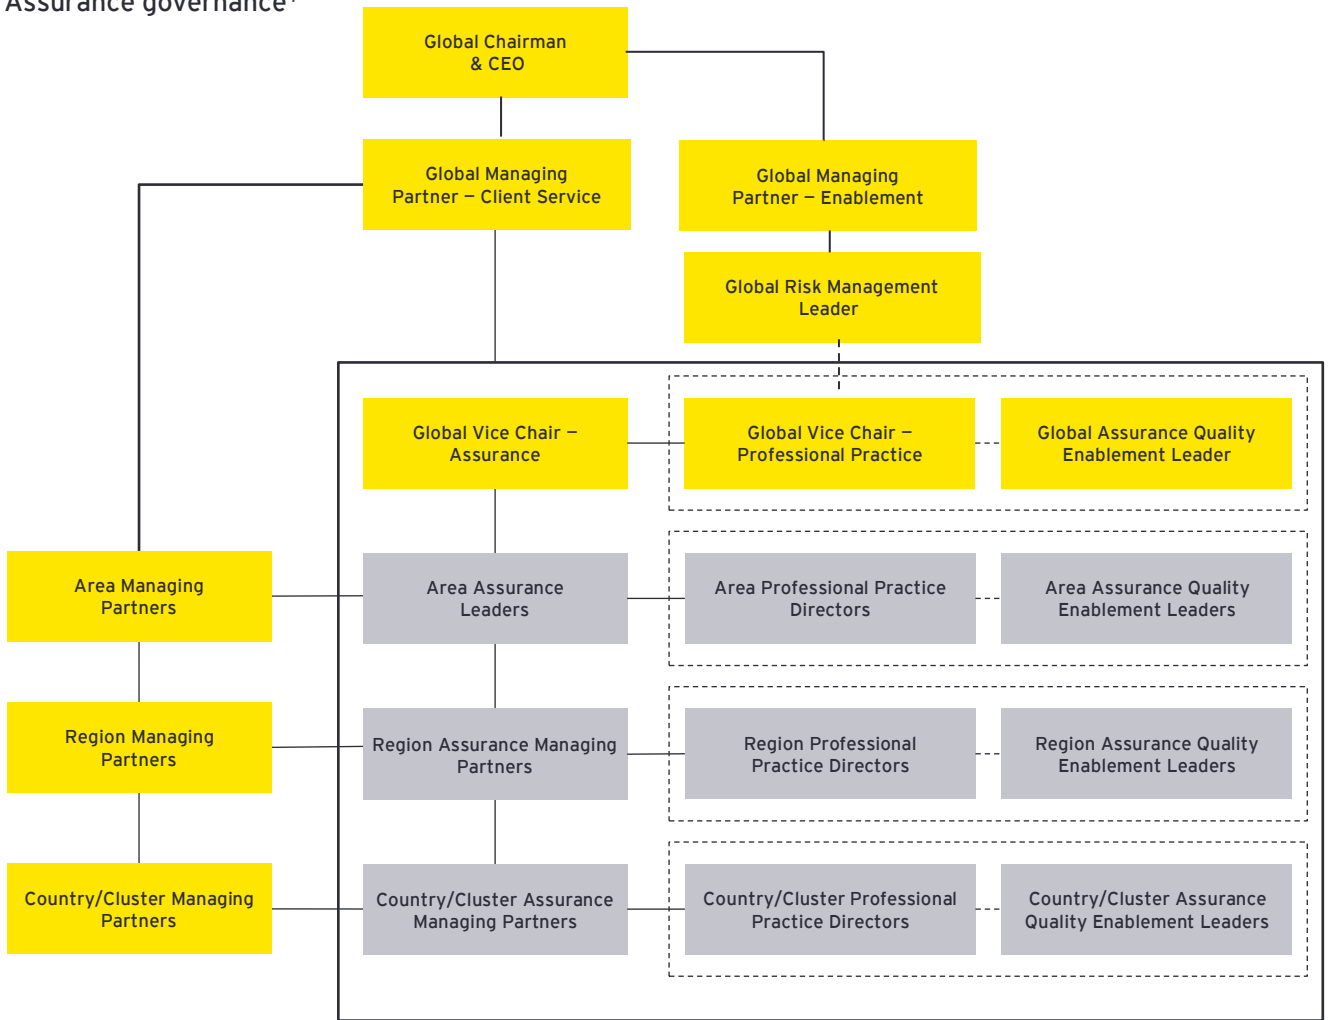 Assurance governance*
Global Chairman
& CEO
Global Managing
Partner – Client Service
Global Managing
Partner – Enablement
Global Risk Management
Leader
Global Vice Chair –
Assurance
Global Vice Chair –
Professional Practice
Global Assurance Quality
Enablement Leader
Area Managing
Partners
Area Assurance
Leaders
Area Professional Practice
Directors
Area Assurance Quality
Enablement Leaders
Region Managing
Partners
Region Assurance Managing
Partners
Region Professional
Practice Directors
Region Assurance Quality
Enablement Leaders
Country/Cluster Managing
Partners
Country/Cluster Assurance
Managing Partners
Country/Cluster Professional
Practice Directors
Country/Cluster Assurance
Quality Enablement Leaders